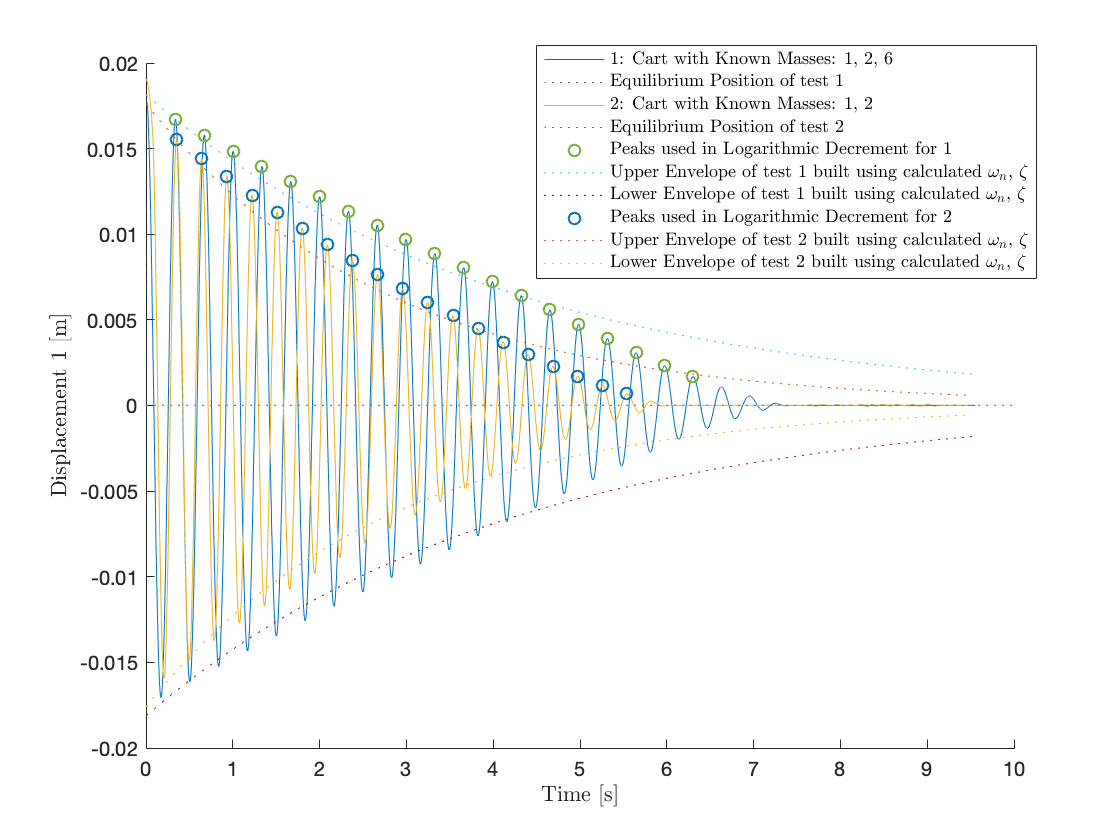 0.02
0.015
0.01
0.005
0
-0.005
-0.01
-0.015
-0.02
Displacement 1 [m]
0 1 2 3 4 5 6 7 8 9 10
Time [s]
1: Cart with Known Masses: 1, 2, 6
Equilibrium Position of test 1
2: Cart with Known Masses: 1, 2
Equilibrium Position of test 2
Peaks used in Logarithmic Decrement for 1
Upper Envelope of test 1 built using calculated ωn, ζ
Lower Envelope of test 1 built using calculated ωn, ζ
Peaks used in Logarithmic Decrement for 2
Upper Envelope of test 2 built using calculated ωn, ζ
Lower Envelope of test 2 built using calculated ωn, ζ